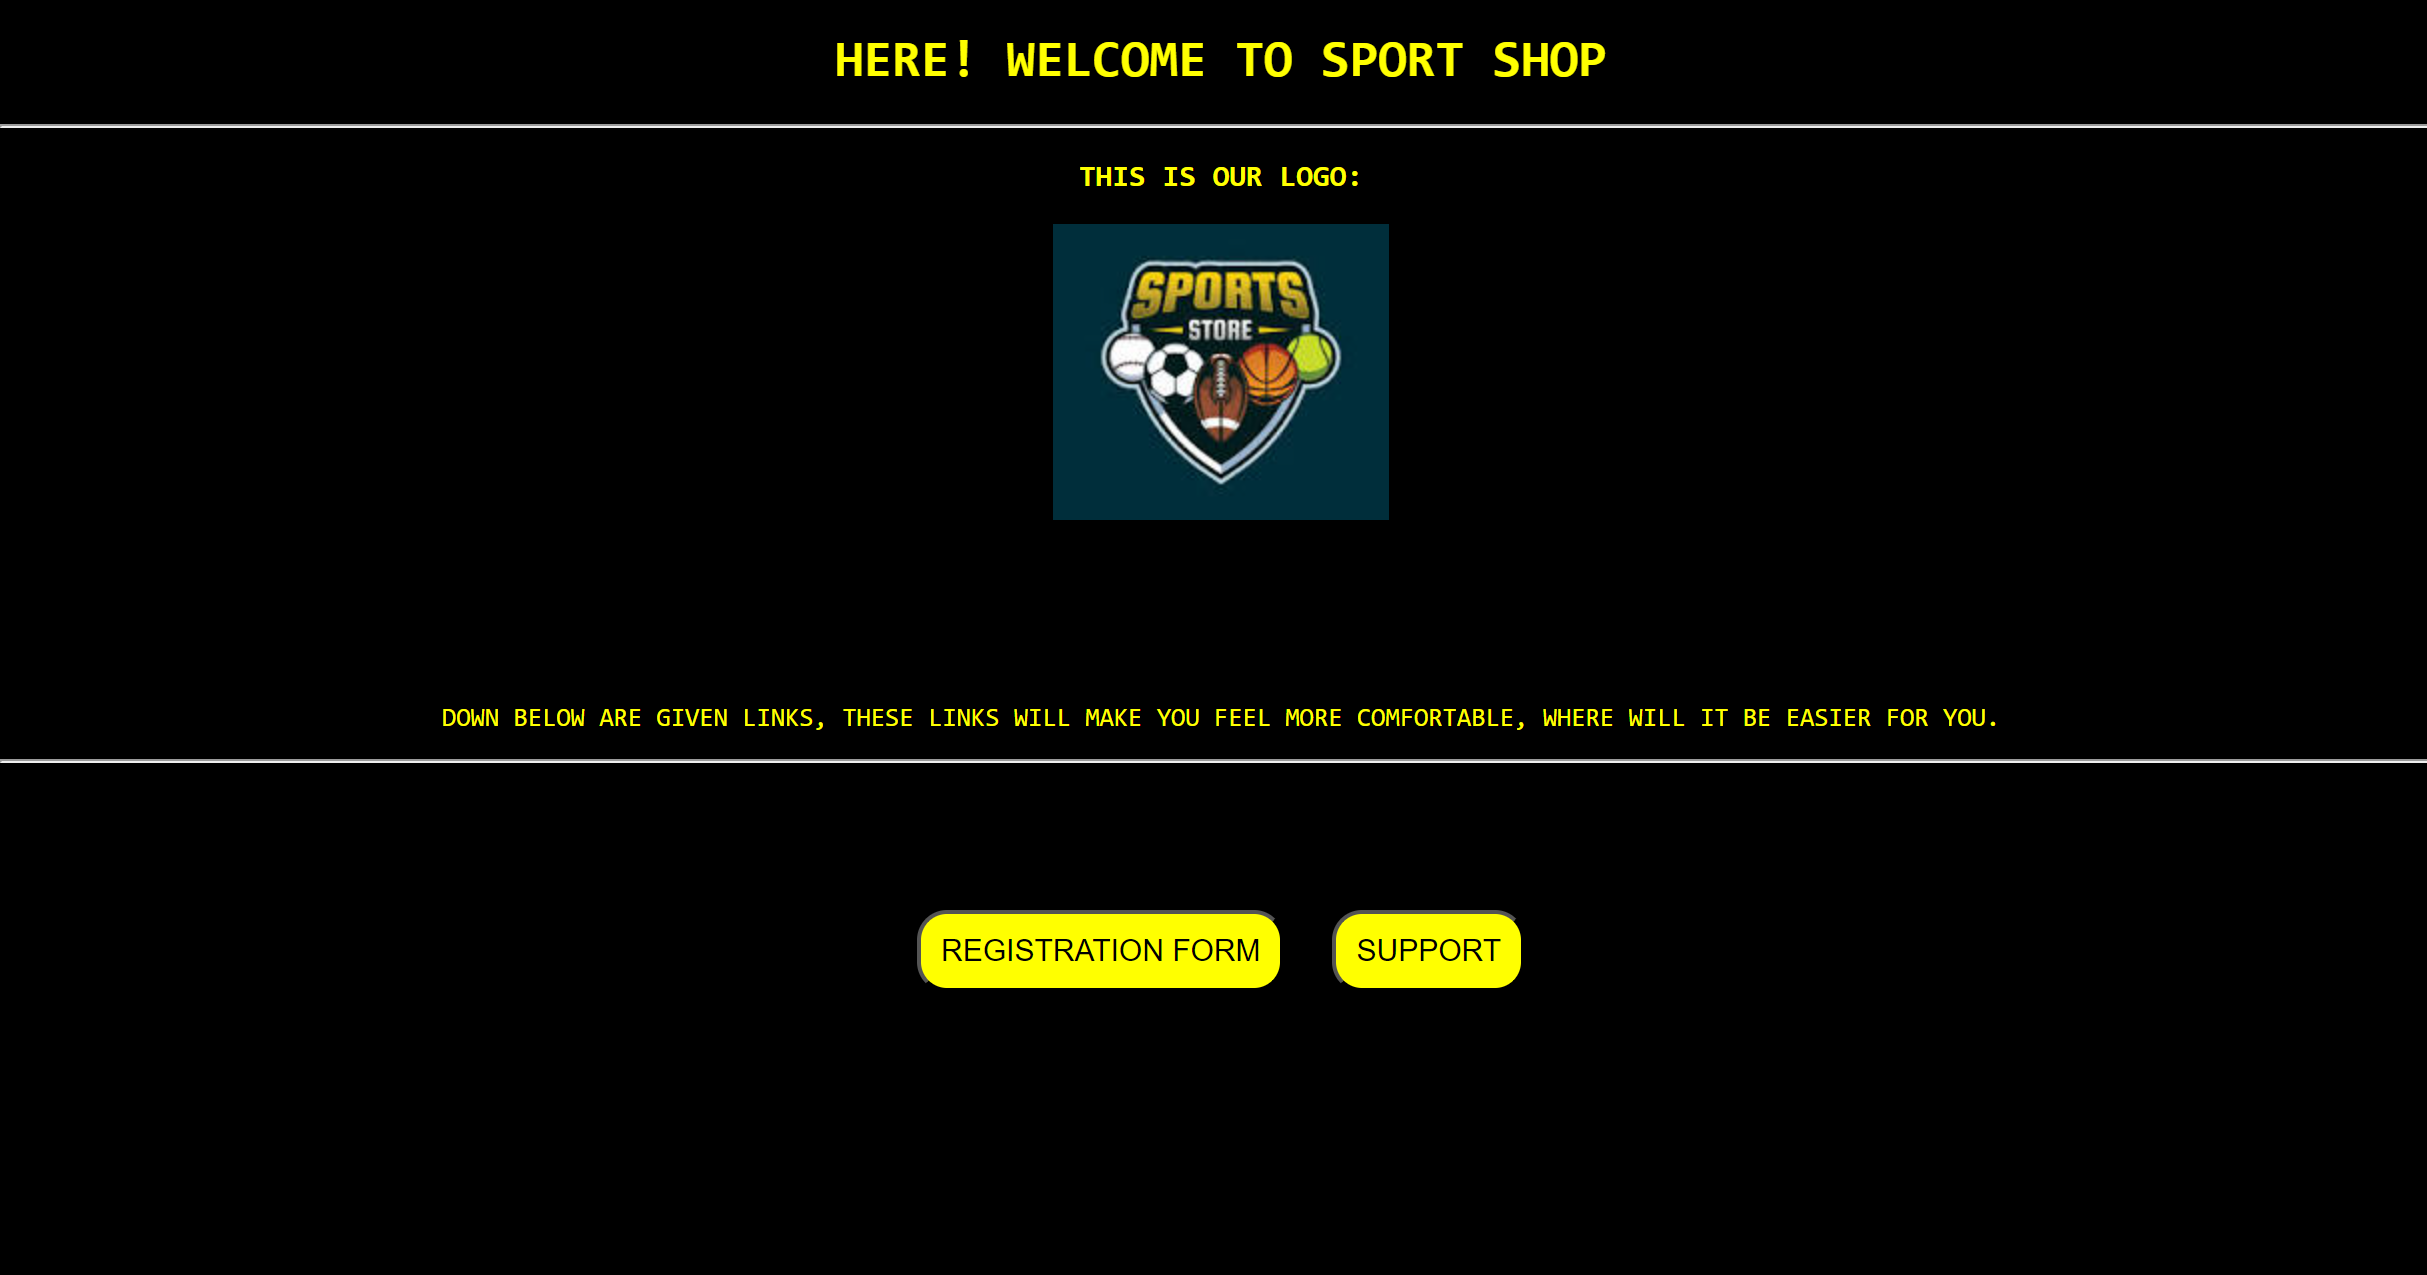 HERE! WELCOME TO SPORT SHOP
THIS IS OUR LOGO:
SPORTS
STORE
DOWN BELOW ARE GIVEN LINKS, THESE LINKS WILL MAKE YOU FEEL MORE COMFORTABLE, WHERE WILL IT BE EASIER FOR YOU.
REGISTRATION FORM
SUPPORT